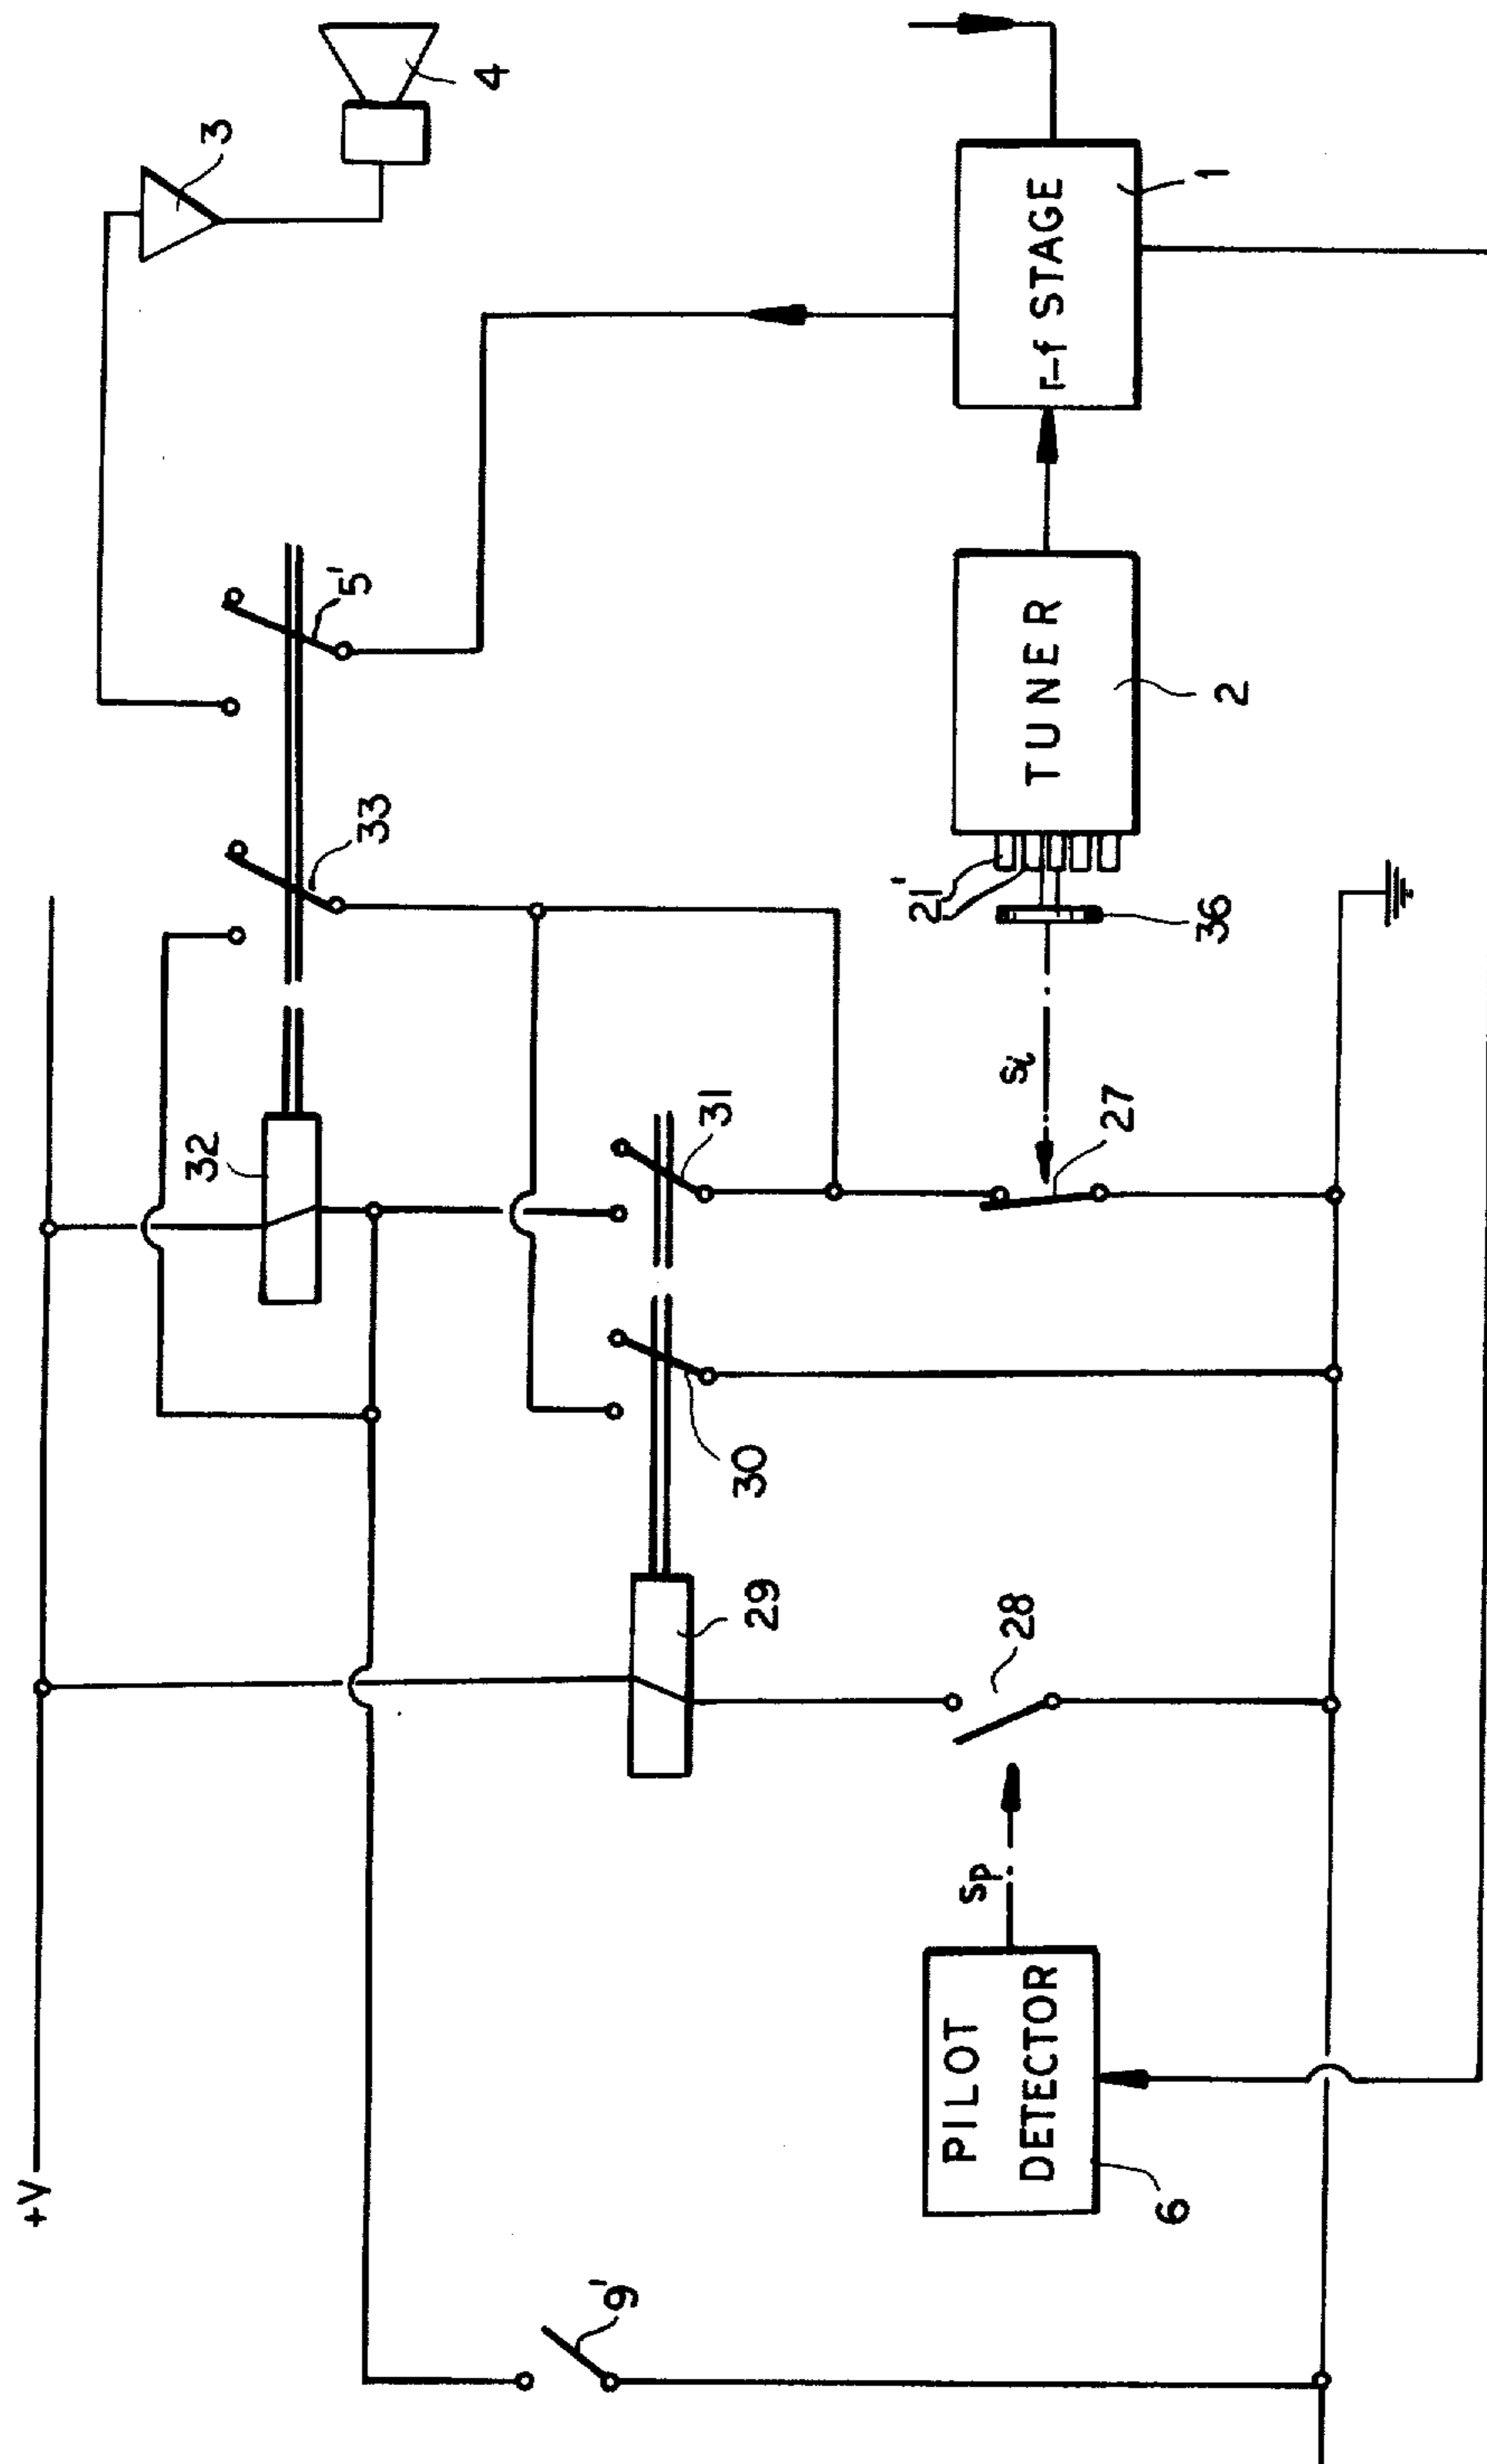 +V
9'
PILOT
DETECTOR
6
Sp
28
29
30
31
32
33
5'
3
4
27
Si
36
21'
TUNER
2
r-f STAGE
1